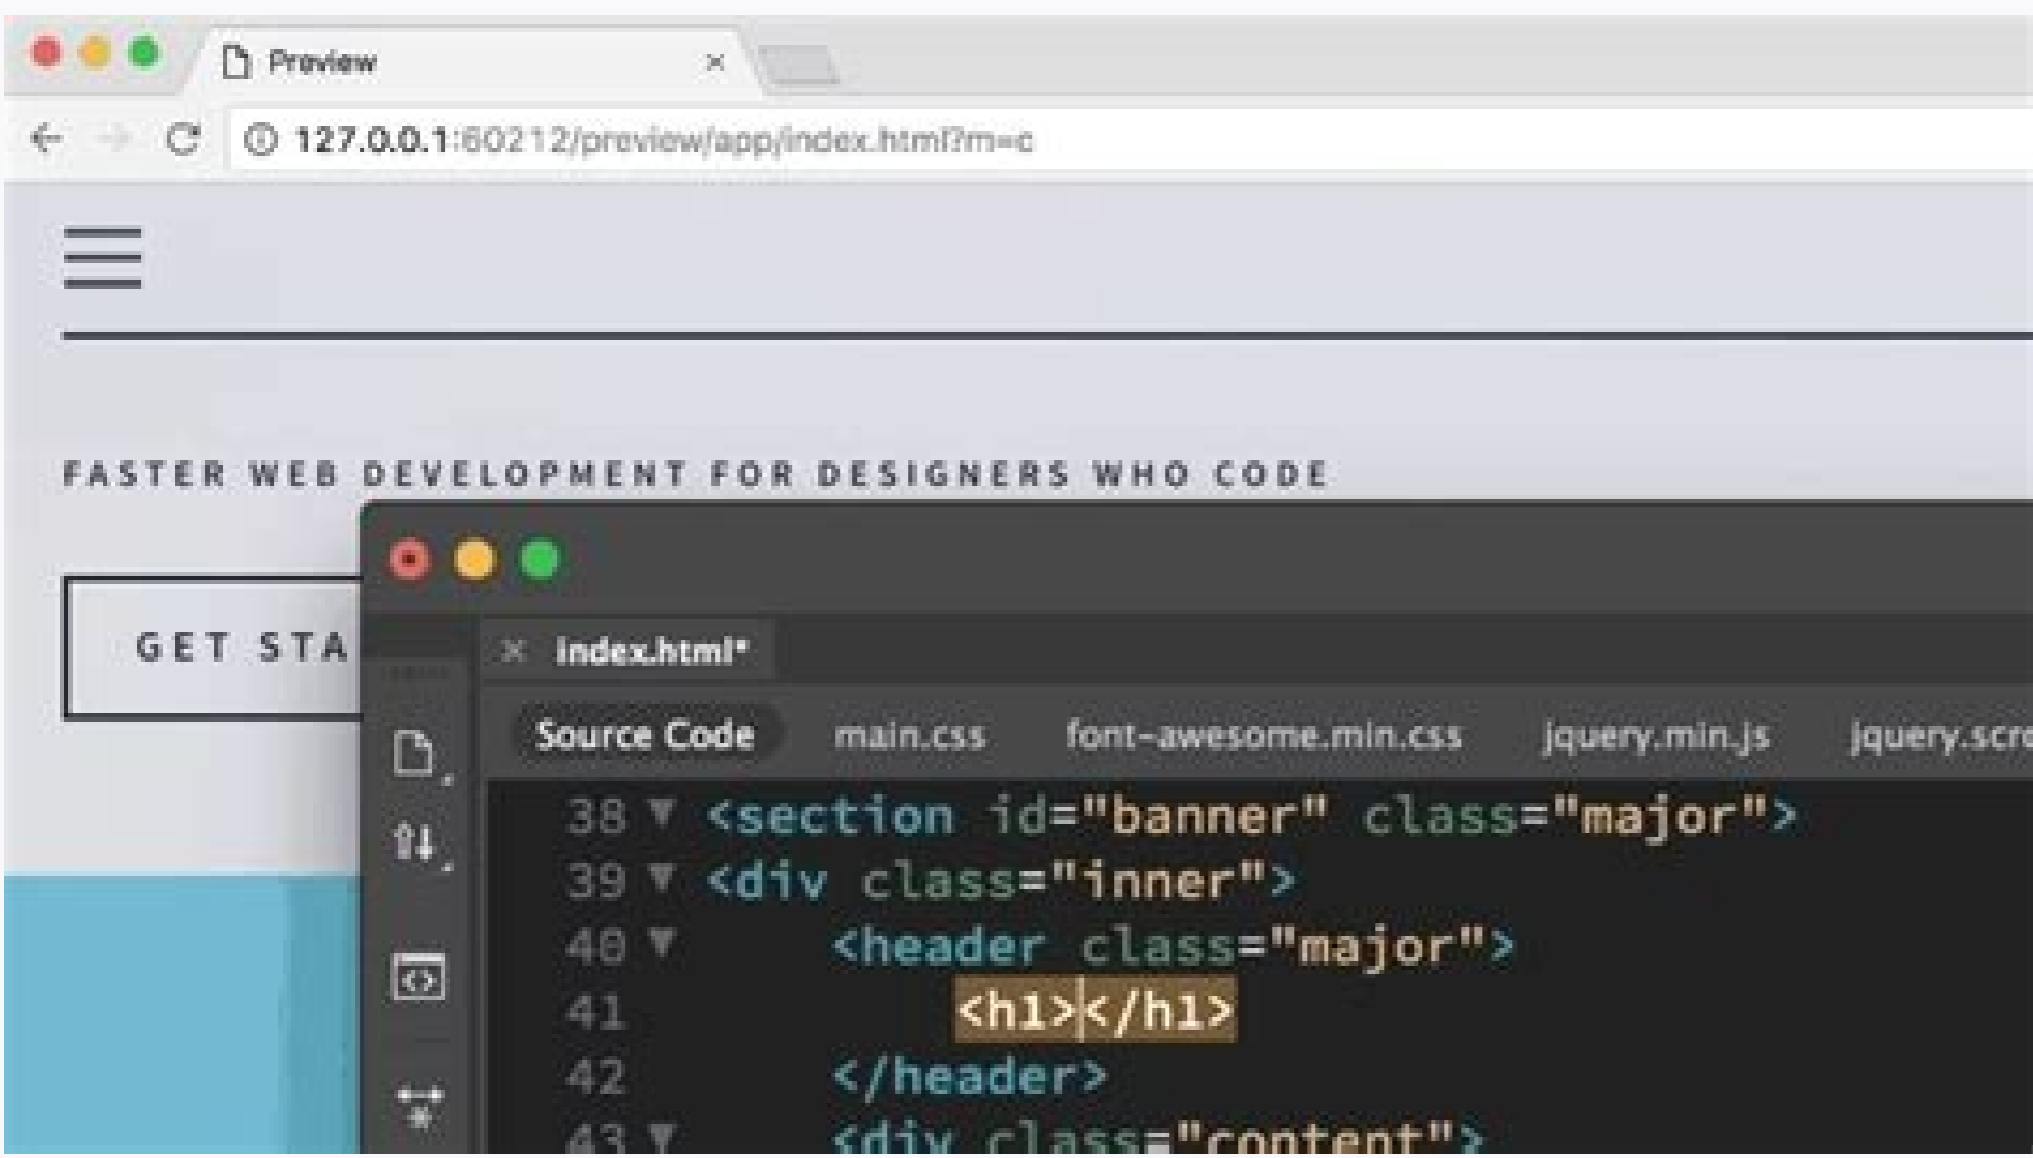 Preview
127.0.0.1:60212/preview/app/index.html?m=c
FASTER WEB DEVELOPMENT FOR DESIGNERS WHO CODE
GET STA
index.html*
Source Code main.css font-awesome.min.css jquery.min.js jquery.scro
38 <section id="banner" class="major">
39 <div class="inner">
40 <header class="major">
41 <h1></h1>
42 </header>
43 <div class="content">